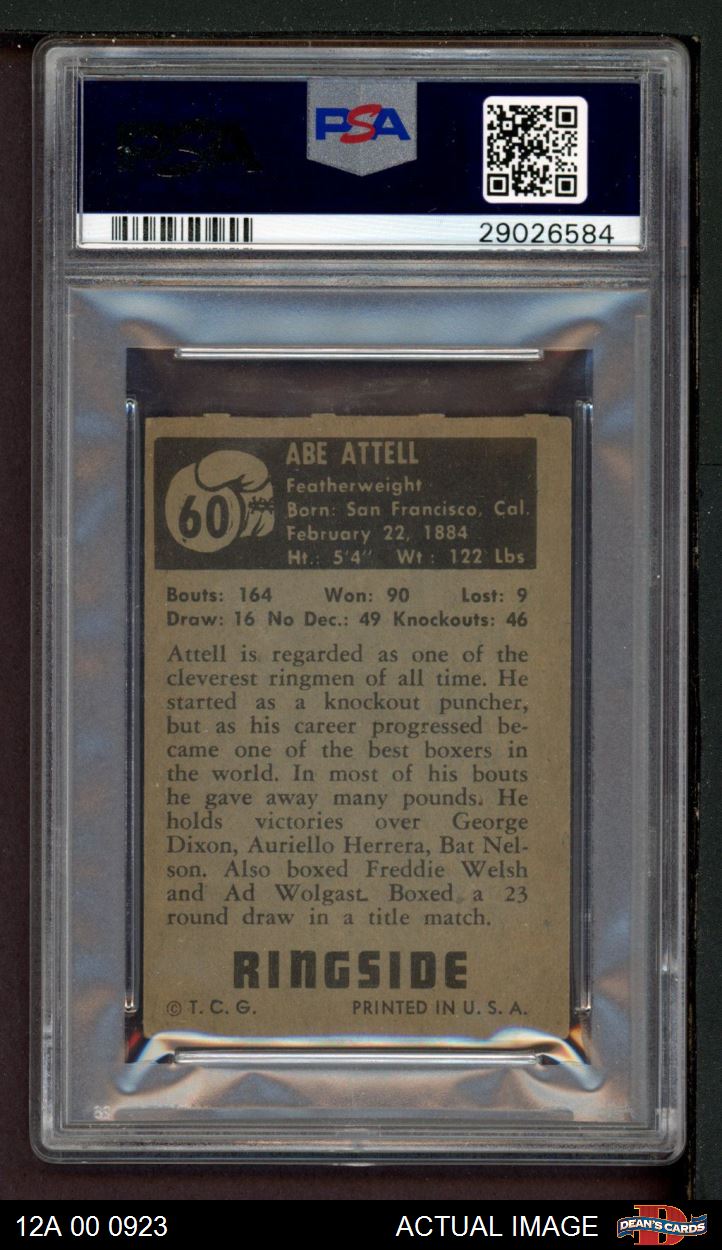 PSA
PSA
29026584
60
ABE ATTELL
Featherweight
Born: San Francisco, Cal.
February 22, 1884
Ht.: 5'4" Wt: 122 Lbs
Bouts: 164 Won: 90 Lost: 9
Draw: 16 No Dec.: 49 Knockouts: 46
Attell is regarded as one of the
cleverest ringmen of all time. He
started as a knockout puncher,
but as his career progressed be-
came one of the best boxers in
the world. In most of his bouts
he gave away many pounds. He
holds victories over George
Dixon, Auriello Herrera, Bat Nel-
son. Also boxed Freddie Welsh
and Ad Wolgast. Boxed a 23
round draw in a title match.
RINGSIDE
© T. C. G. PRINTED IN U. S. A.
12A 00 0923 ACTUAL IMAGE DEAN'S CARDS